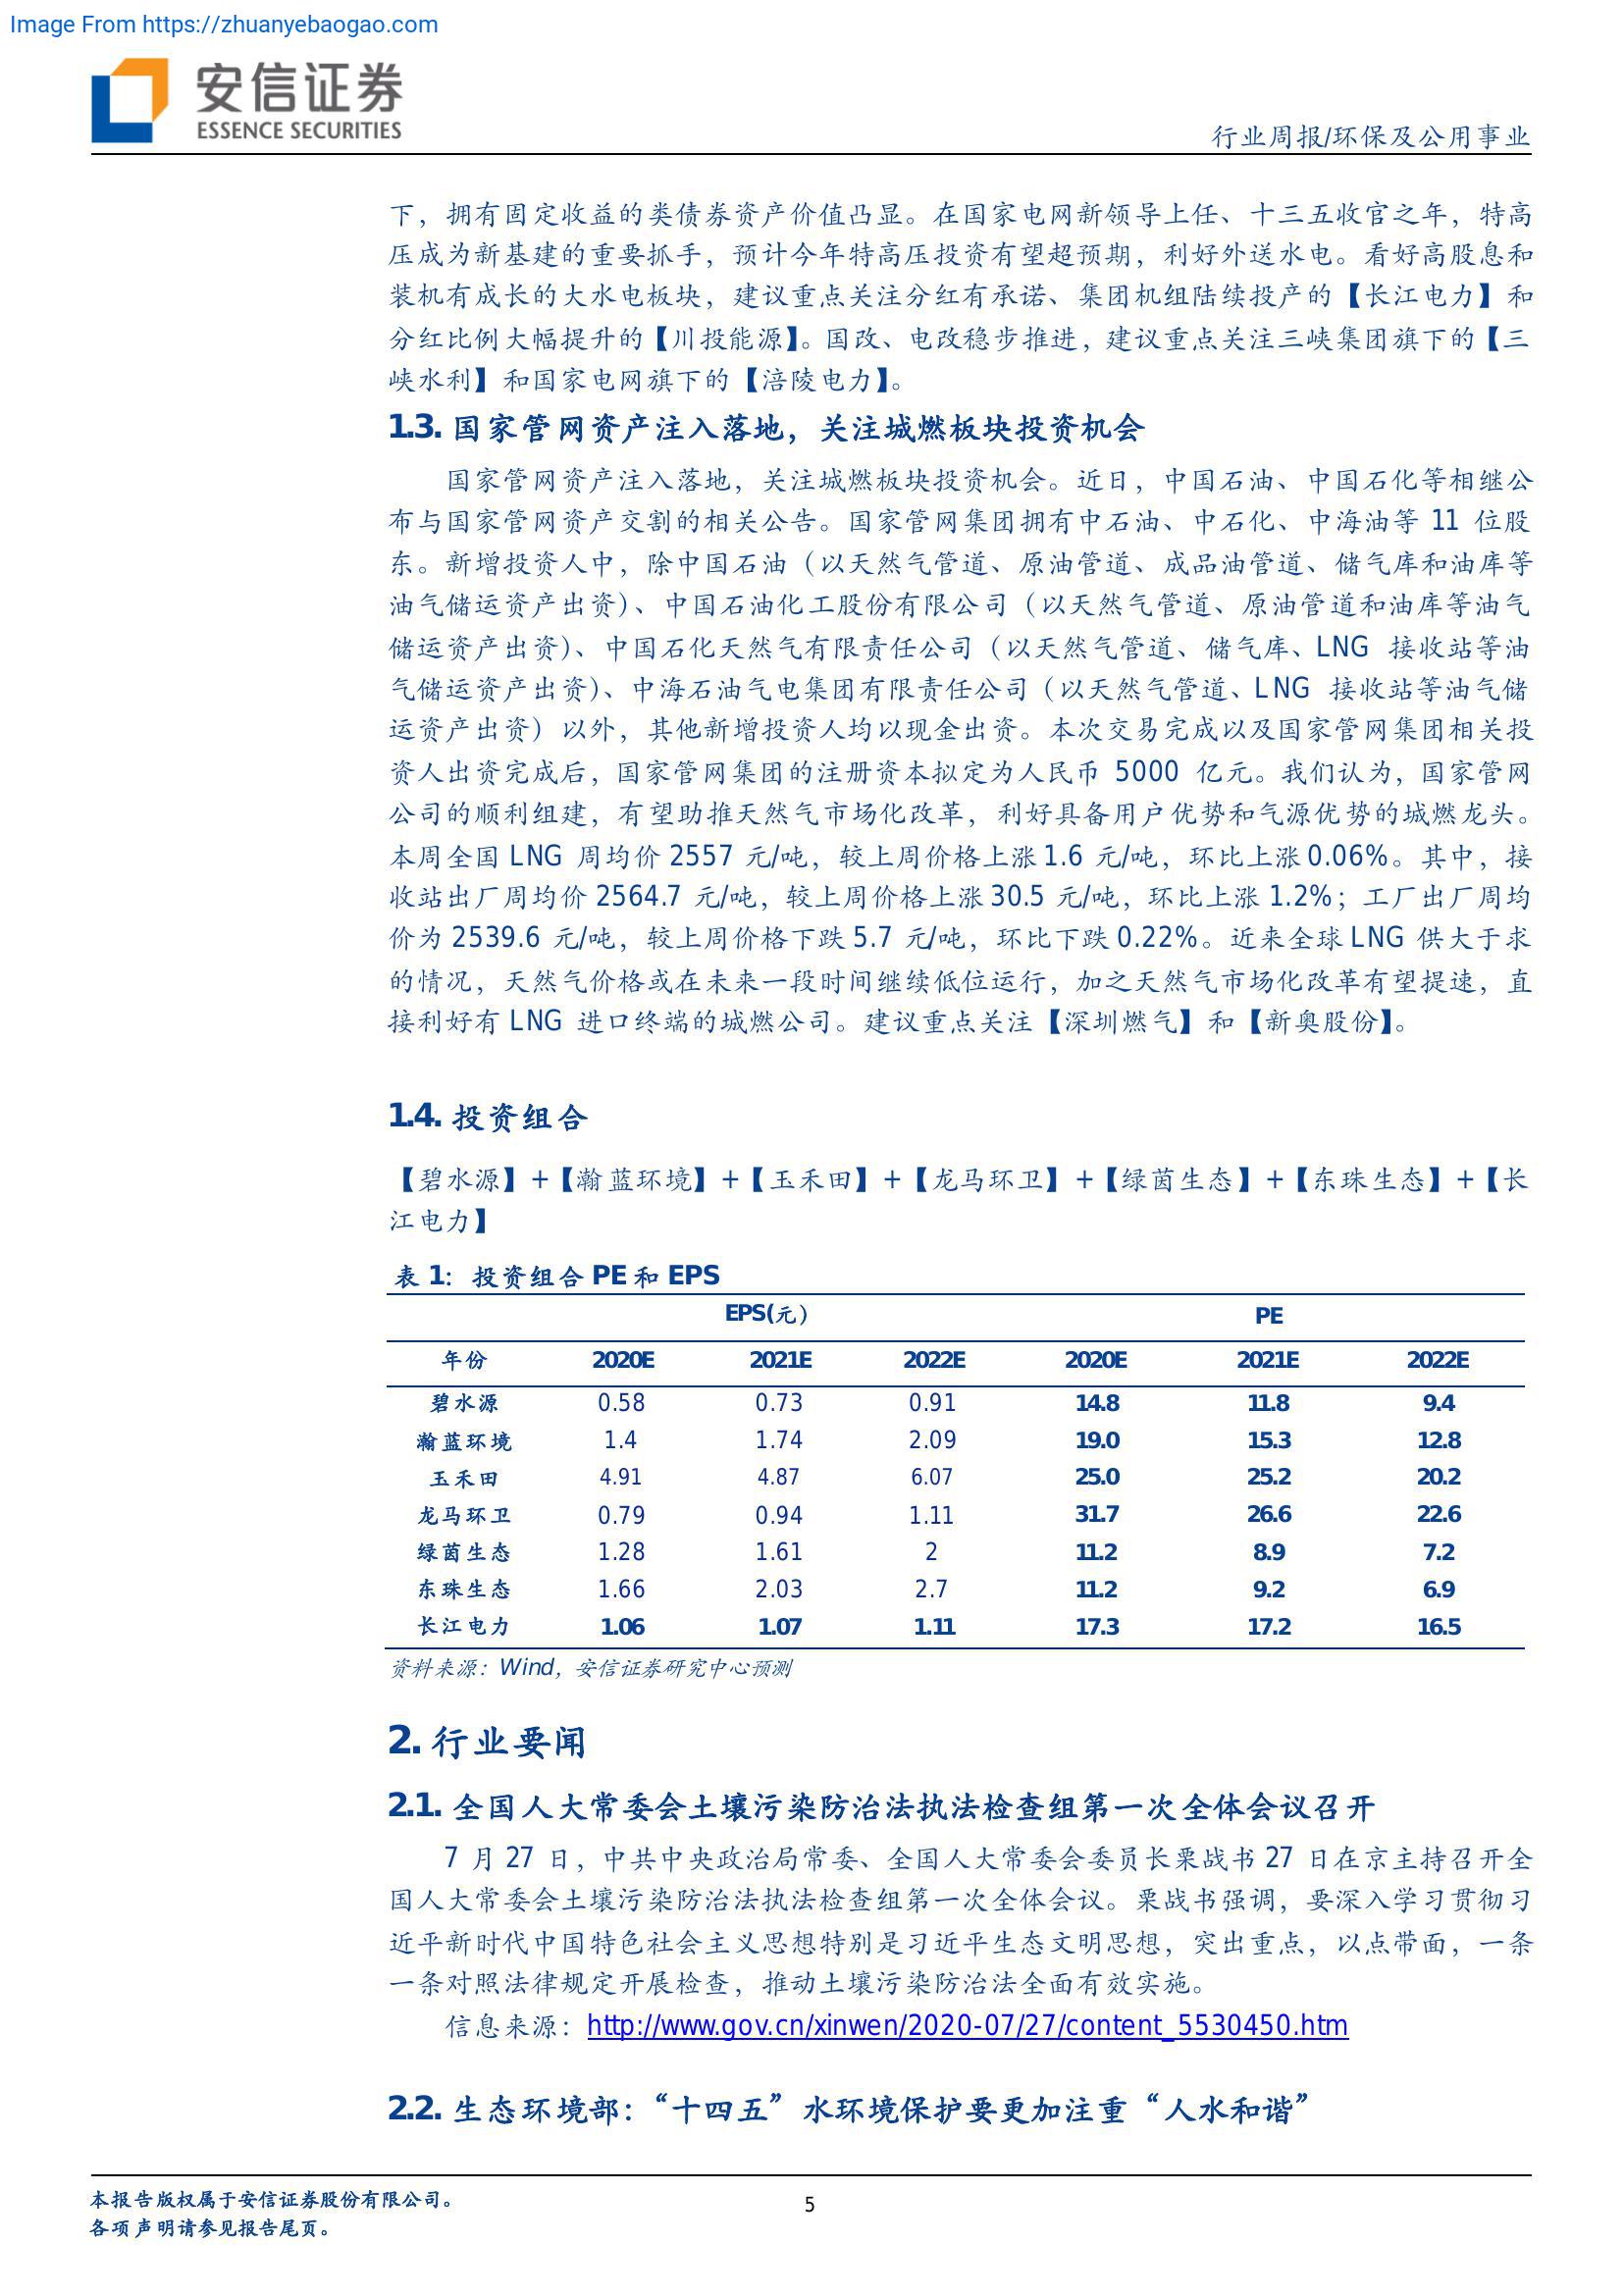 Image From https://zhuanyebaogao.com
安信证券
ESSENCE SECURITIES
行业周报/环保及公用事业
下，拥有固定收益的类债券资产价值凸显。在国家电网新领导上任、十三五收官之年，特高
压成为新基建的重要抓手，预计今年特高压投资有望超预期，利好外送水电。看好高股息和
装机有成长的大水电板块，建议重点关注分红有承诺、集团机组陆续投产的【长江电力】和
分红比例大幅提升的【川投能源】。国改、电改稳步推进，建议重点关注三峡集团旗下的【三
峡水利】和国家电网旗下的【涪陵电力】。
1.3. 国家管网资产注入落地，关注城燃板块投资机会
国家管网资产注入落地，关注城燃板块投资机会。近日，中国石油、中国石化等相继公
布与国家管网资产交割的相关公告。国家管网集团拥有中石油、中石化、中海油等 11 位股
东。新增投资人中，除中国石油（以天然气管道、原油管道、成品油管道、储气库和油库等
油气储运资产出资）、中国石油化工股份有限公司（以天然气管道、原油管道和油库等油气
储运资产出资）、中国石化天然气有限责任公司（以天然气管道、储气库、LNG 接收站等油
气储运资产出资）、中海石油气电集团有限责任公司（以天然气管道、LNG 接收站等油气储
运资产出资）以外，其他新增投资人均以现金出资。本次交易完成以及国家管网集团相关投
资人出资完成后，国家管网集团的注册资本拟定为人民币 5000 亿元。我们认为，国家管网
公司的顺利组建，有望助推天然气市场化改革，利好具备用户优势和气源优势的城燃龙头。
本周全国 LNG 周均价 2557 元/吨，较上周价格上涨 1.6 元/吨，环比上涨 0.06%。其中，接
收站出厂周均价 2564.7 元/吨，较上周价格上涨 30.5 元/吨，环比上涨 1.2%；工厂出厂周均
价为 2539.6 元/吨，较上周价格下跌 5.7 元/吨，环比下跌 0.22%。近来全球 LNG 供大于求
的情况，天然气价格或在未来一段时间继续低位运行，加之天然气市场化改革有望提速，直
接利好有 LNG 进口终端的城燃公司。建议重点关注【深圳燃气】和【新奥股份】。
1.4. 投资组合
【碧水源】+【瀚蓝环境】+【玉禾田】+【龙马环卫】+【绿茵生态】+【东珠生态】+【长
江电力】
表 1：投资组合 PE 和 EPS
EPS(元） PE
年份 2020E 2021E 2022E 2020E 2021E 2022E
碧水源 0.58 0.73 0.91 14.8 11.8 9.4
瀚蓝环境 1.4 1.74 2.09 19.0 15.3 12.8
玉禾田 4.91 4.87 6.07 25.0 25.2 20.2
龙马环卫 0.79 0.94 1.11 31.7 26.6 22.6
绿茵生态 1.28 1.61 2 11.2 8.9 7.2
东珠生态 1.66 2.03 2.7 11.2 9.2 6.9
长江电力 1.06 1.07 1.11 17.3 17.2 16.5
资料来源：Wind，安信证券研究中心预测
2. 行业要闻
2.1. 全国人大常委会土壤污染防治法执法检查组第一次全体会议召开
7 月 27 日，中共中央政治局常委、全国人大常委会委员长栗战书 27 日在京主持召开全
国人大常委会土壤污染防治法执法检查组第一次全体会议。栗战书强调，要深入学习贯彻习
近平新时代中国特色社会主义思想特别是习近平生态文明思想，突出重点，以点带面，一条
一条对照法律规定开展检查，推动土壤污染防治法全面有效实施。
信息来源：http://www.gov.cn/xinwen/2020-07/27/content_5530450.htm
2.2. 生态环境部：“十四五”水环境保护要更加注重“人水和谐”
本报告版权属于安信证券股份有限公司。
各项声明请参见报告尾页。
5